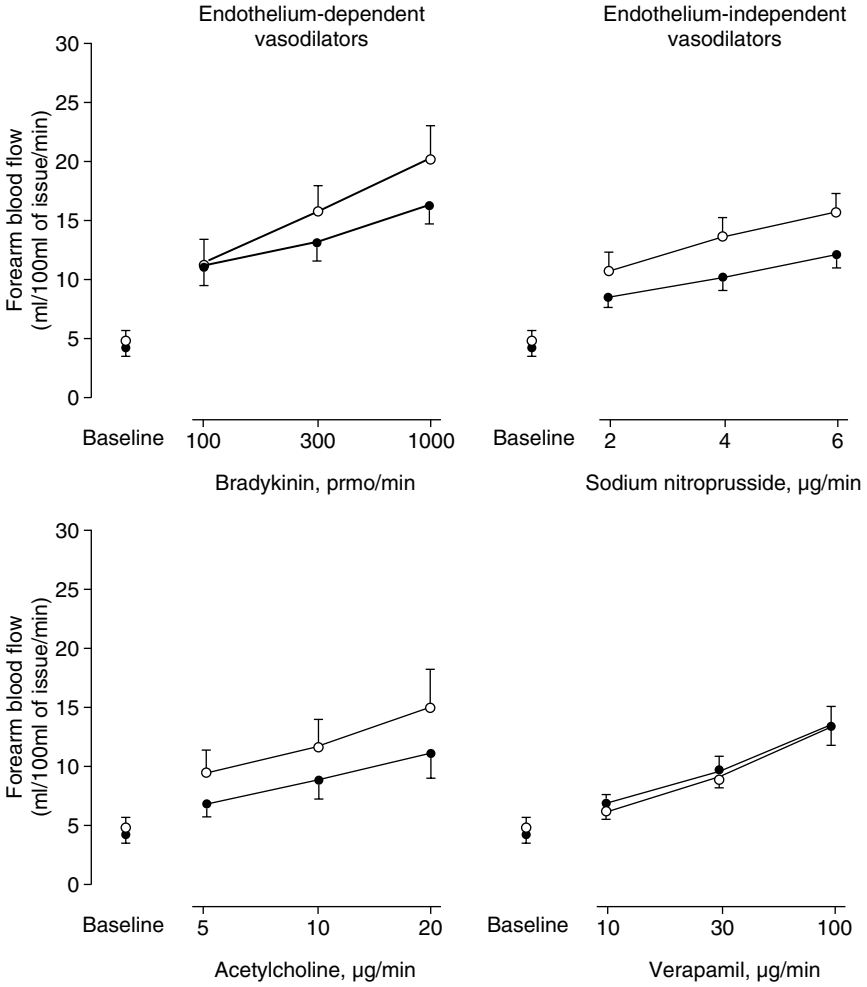 Endothelium-dependent
vasodilators
Endothelium-independent
vasodilators
Forearm blood flow
(ml/100ml of issue/min)
30
25
20
15
10
5
0
Baseline
100
300
1000
Bradykinin, prmo/min
Baseline
2
4
6
Sodium nitroprusside, µg/min
Forearm blood flow
(ml/100ml of issue/min)
30
25
20
15
10
5
0
Baseline
5
10
20
Acetylcholine, µg/min
Baseline
10
30
100
Verapamil, µg/min